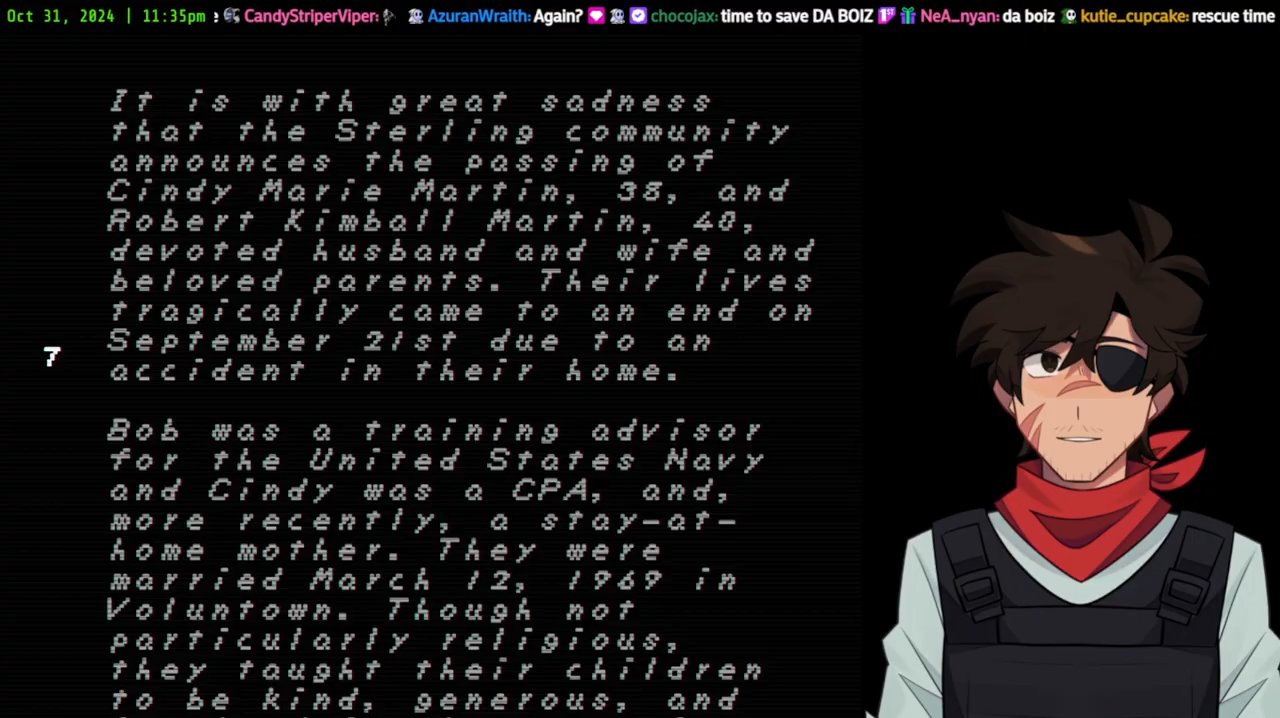 Oct 31, 2024 | 11:35pm CandyStriperViper: AzuranWraith: Again? chocojax: time to save DA BOIZ NeA_nyan: da boiz kutie_cupcake: rescue time
It is with great sadness
that the Sterling community
announces the passing of
Cindy Marie Martin, 38, and
Robert Kimball Martin, 40,
devoted husband and wife and
beloved parents. Their lives
tragically came to an end on
September 21st due to an
7
accident in their home.
Bob was a training advisor
for the United States Navy
and Cindy was a CPA, and,
more recently, a stay-at-
home mother. They were
married March 12, 1969 in
Voluntown. Though not
particularly religious,
they taught their children
to be kind, generous, and